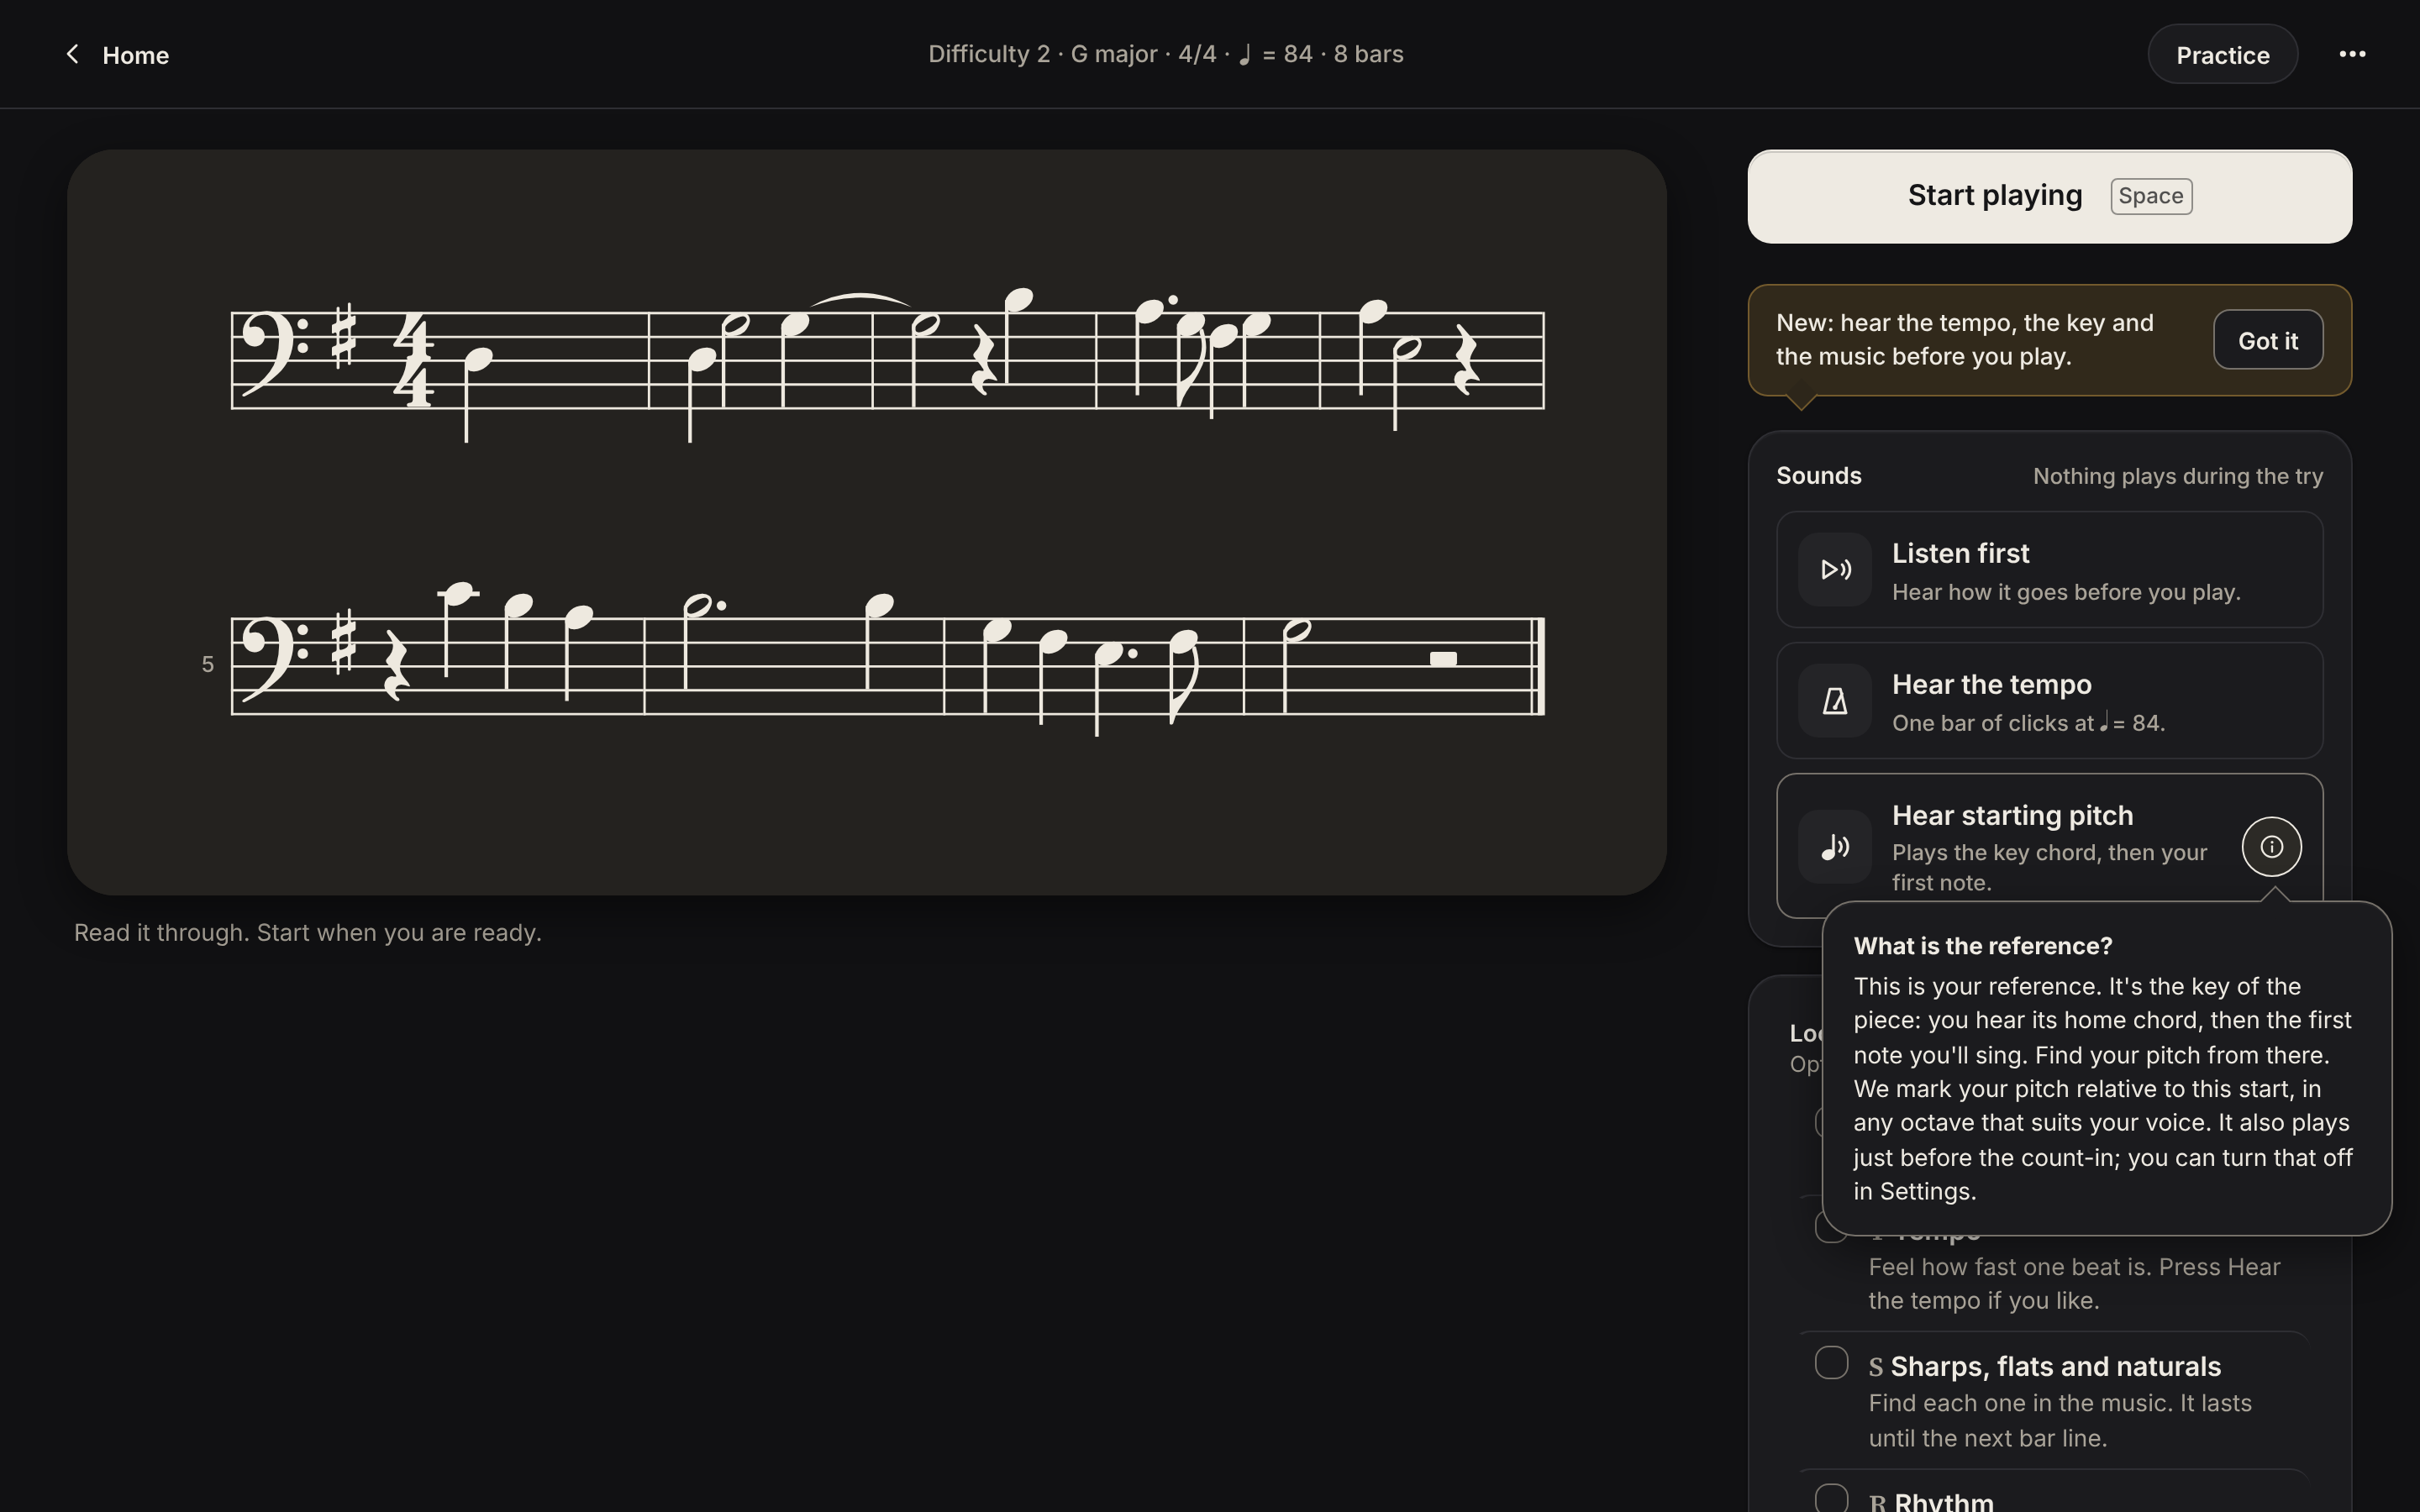 Home
Difficulty 2 · G major · 4/4 · ♩ = 84 · 8 bars
Practice
Start playing Space
New: hear the tempo, the key and
the music before you play.
Got it
Sounds
Nothing plays during the try
Listen first
Hear how it goes before you play.
Hear the tempo
One bar of clicks at ♩ = 84.
Hear starting pitch
Plays the key chord, then your
first note.
5
Read it through. Start when you are ready.
What is the reference?
This is your reference. It's the key of the
piece: you hear its home chord, then the first
note you'll sing. Find your pitch from there.
We mark your pitch relative to this start, in
any octave that suits your voice. It also plays
just before the count-in; you can turn that off
in Settings.
Tempo
Feel how fast one beat is. Press Hear
the tempo if you like.
S Sharps, flats and naturals
Find each one in the music. It lasts
until the next bar line.
R Rhythm